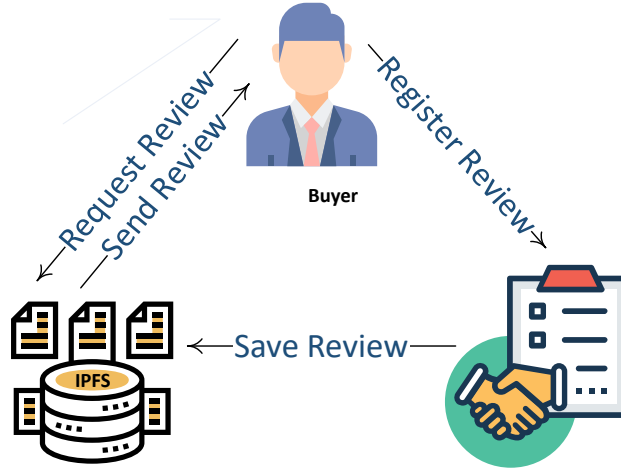 Request Review
Send Review
Register Review
Buyer
Save Review
IPFS